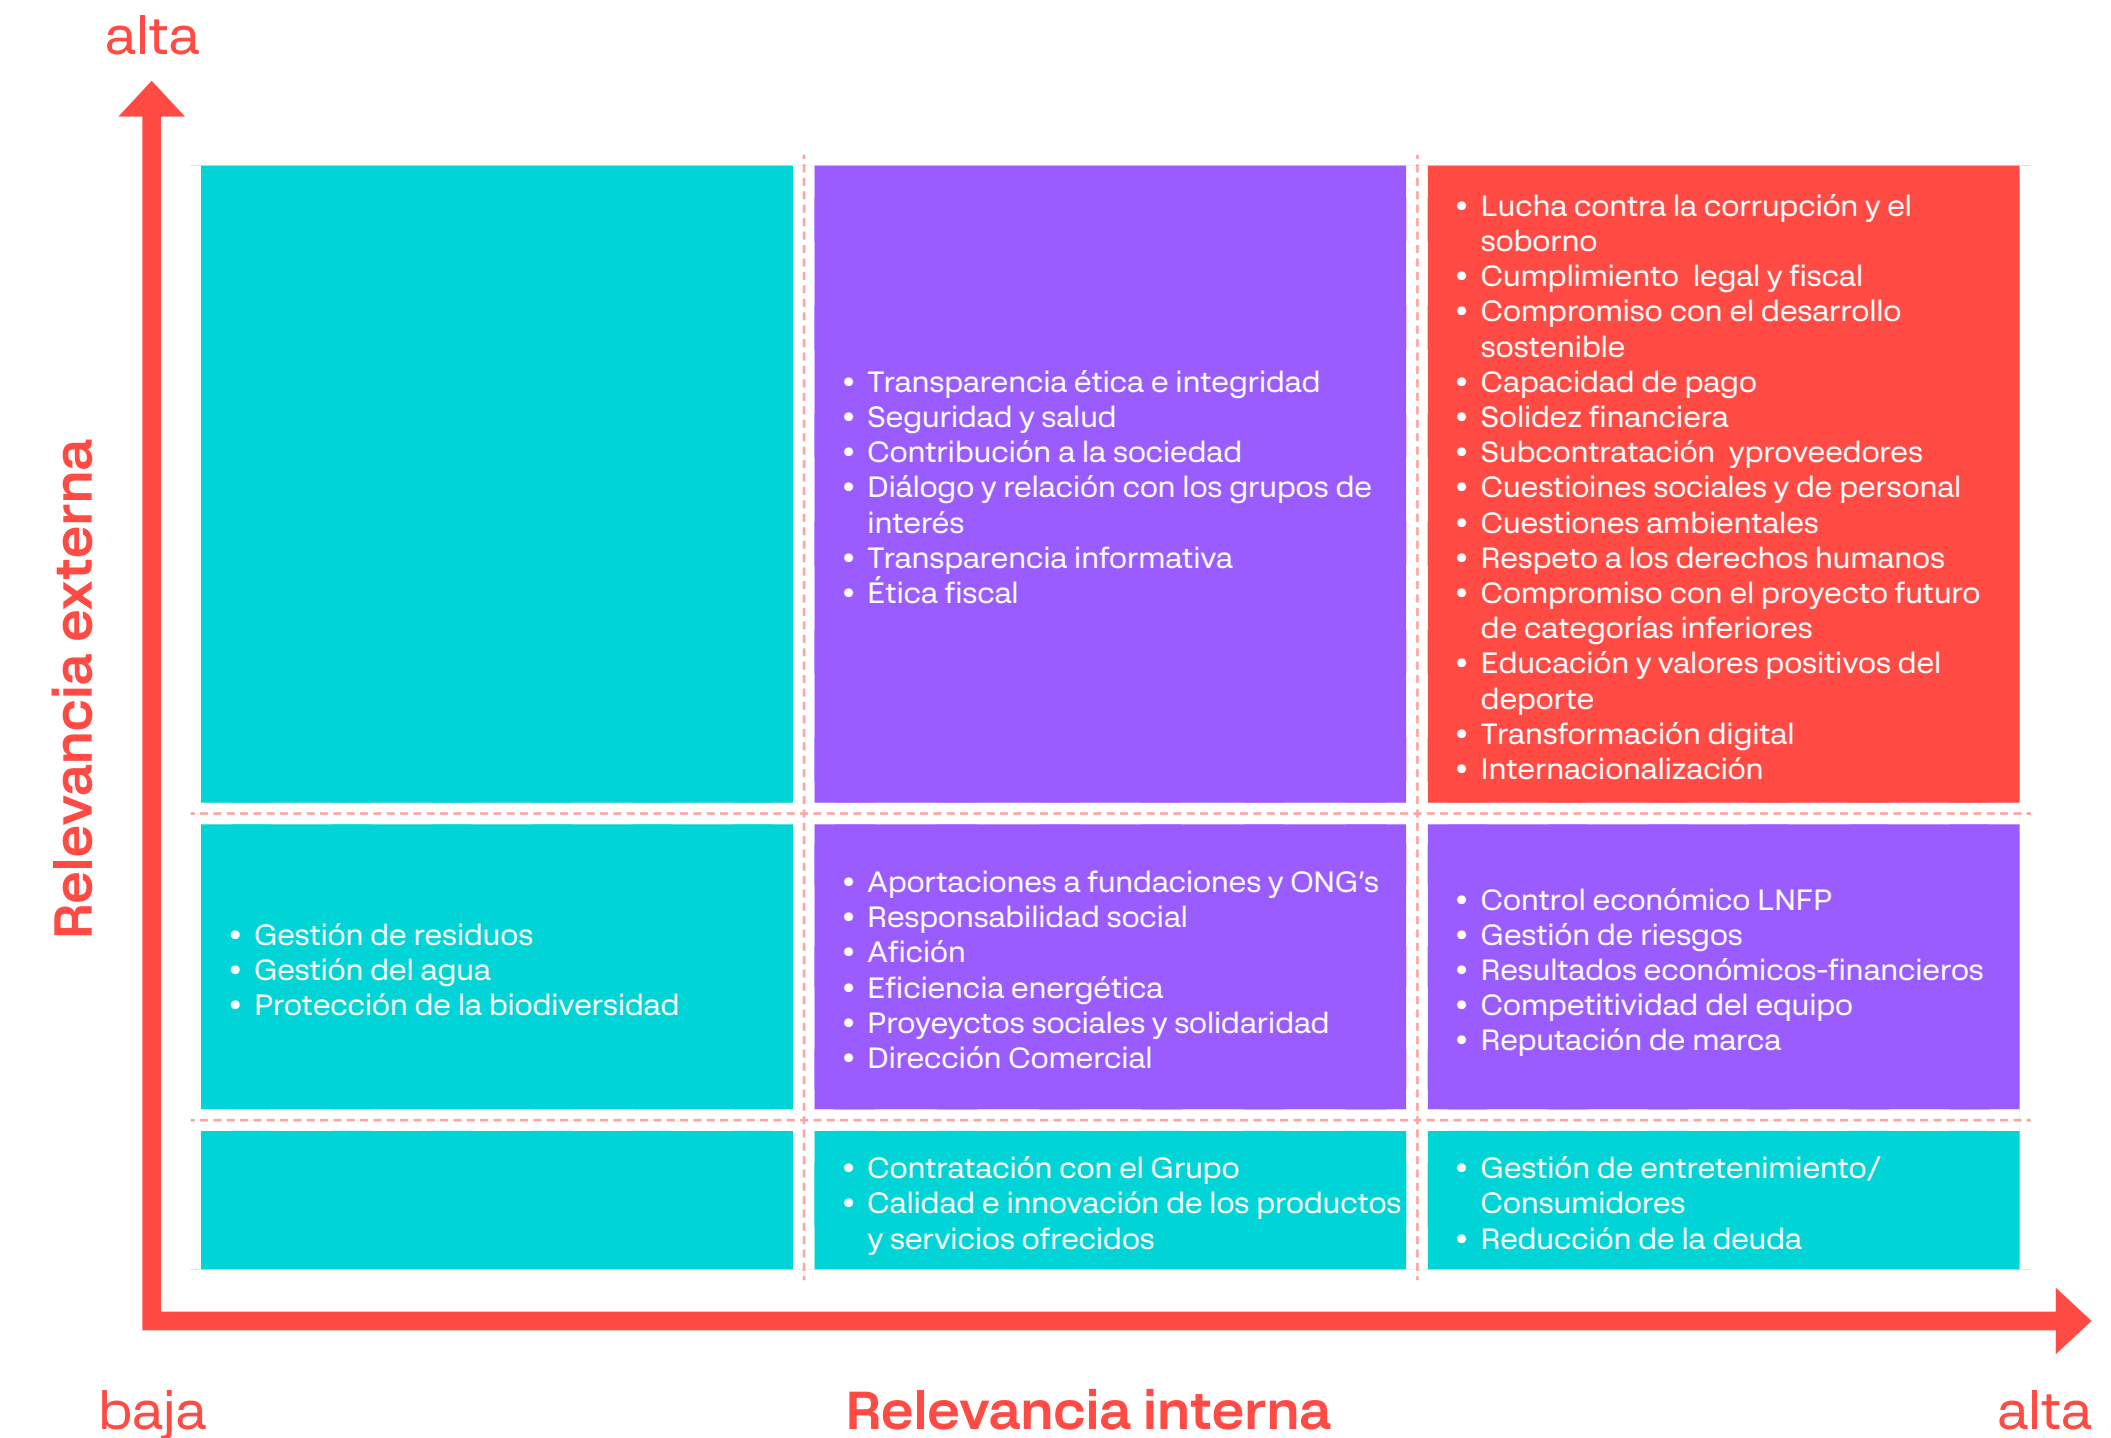 alta
Relevancia externa
• Transparencia ética e integridad
• Seguridad y salud
• Contribución a la sociedad
• Diálogo y relación con los grupos de
interés
• Transparencia informativa
• Ética fiscal
• Lucha contra la corrupción y el
soborno
• Cumplimiento  legal y fiscal
• Compromiso con el desarrollo
sostenible
• Capacidad de pago
• Solidez financiera
• Subcontratación  yproveedores
• Cuestioines sociales y de personal
• Cuestiones ambientales
• Respeto a los derechos humanos
• Compromiso con el proyecto futuro
de categorías inferiores
• Educación y valores positivos del
deporte
• Transformación digital
• Internacionalización
• Gestión de residuos
• Gestión del agua
• Protección de la biodiversidad
• Aportaciones a fundaciones y ONG's
• Responsabilidad social
• Afición
• Eficiencia energética
• Proyeyctos sociales y solidaridad
• Dirección Comercial
• Control económico LNFP
• Gestión de riesgos
• Resultados económicos-financieros
• Competitividad del equipo
• Reputación de marca
• Contratación con el Grupo
• Calidad e innovación de los productos
y servicios ofrecidos
• Gestión de entretenimiento/
Consumidores
• Reducción de la deuda
baja
Relevancia interna
alta